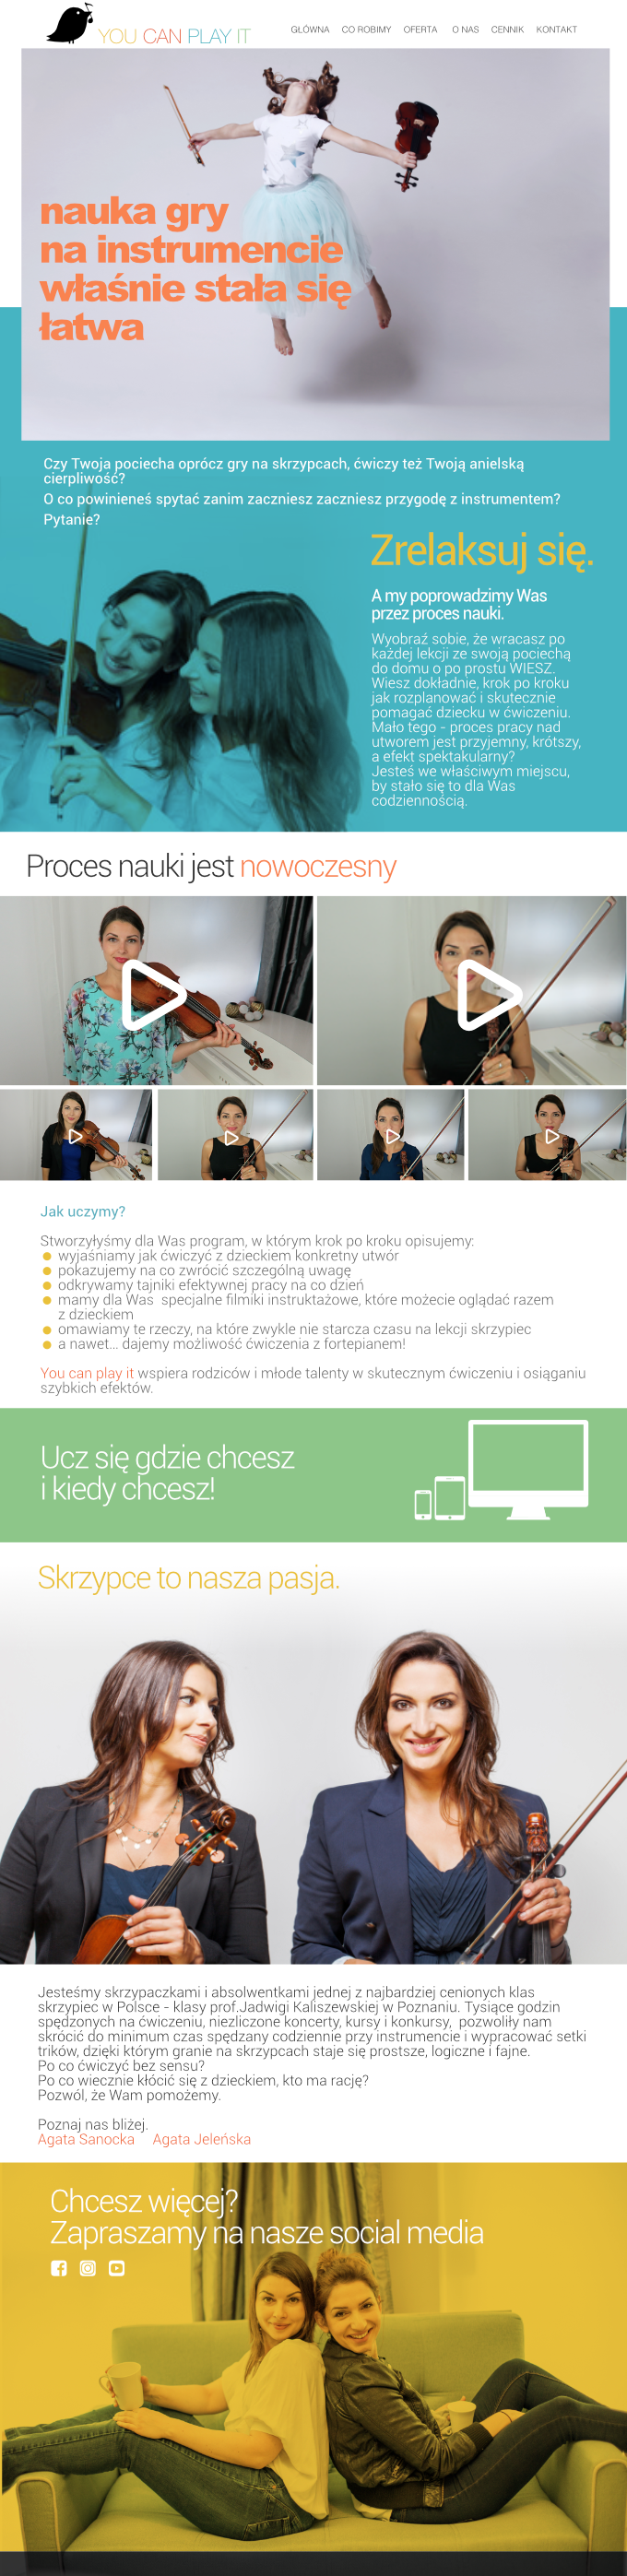 YOU CAN PLAY IT
GŁÓWNA CO ROBIMY OFERTA O NAS CENNIK KONTAKT
nauka gry
na instrumencie
właśnie stała się
łatwa
Czy Twoja pociecha oprócz gry na skrzypcach, ćwiczy też Twoją anielską
cierpliwość?
O co powinieneś spytać zanim zaczniesz zaczniesz przygodę z instrumentem?
Pytanie?
Zrelaksuj się.
A my poprowadzimy Was
przez proces nauki.
Wyobraź sobie, że wracasz po
każdej lekcji ze swoją pociechą
do domu o po prostu WIESZ.
Wiesz dokładnie, krok po kroku
jak rozplanować i skutecznie
pomagać dziecku w ćwiczeniu.
Mało tego - proces pracy nad
utworem jest przyjemny, krótszy,
a efekt spektakularny?
Jesteś we właściwym miejscu,
by stało się to dla Was
codziennością.
Proces nauki jest nowoczesny
Jak uczymy?
Stworzyłyśmy dla Was program, w którym krok po kroku opisujemy:
wyjaśniamy jak ćwiczyć z dzieckiem konkretny utwór
pokazujemy na co zwrócić szczególną uwagę
odkrywamy tajniki efektywnej pracy na co dzień
mamy dla Was specjalne filmiki instruktażowe, które możecie oglądać razem
z dzieckiem
omawiamy te rzeczy, na które zwykle nie starcza czasu na lekcji skrzypiec
a nawet... dajemy możliwość ćwiczenia z fortepianem!
You can play it wspiera rodziców i młode talenty w skutecznym ćwiczeniu i osiąganiu
szybkich efektów.
Ucz się gdzie chcesz
i kiedy chcesz!
Skrzypce to nasza pasja.
Jesteśmy skrzypaczkami i absolwentkami jednej z najbardziej cenionych klas
skrzypiec w Polsce - klasy prof.Jadwigi Kaliszewskiej w Poznaniu. Tysiące godzin
spędzonych na ćwiczeniu, niezliczone koncerty, kursy i konkursy, pozwoliły nam
skrócić do minimum czas spędzany codziennie przy instrumencie i wypracować setki
trików, dzięki którym granie na skrzypcach staje się prostsze, logiczne i fajne.
Po co ćwiczyć bez sensu?
Po co wiecznie kłócić się z dzieckiem, kto ma rację?
Pozwól, że Wam pomożemy.
Poznaj nas bliżej.
Agata Sanocka Agata Jeleńska
Chcesz więcej?
Zapraszamy na nasze social media